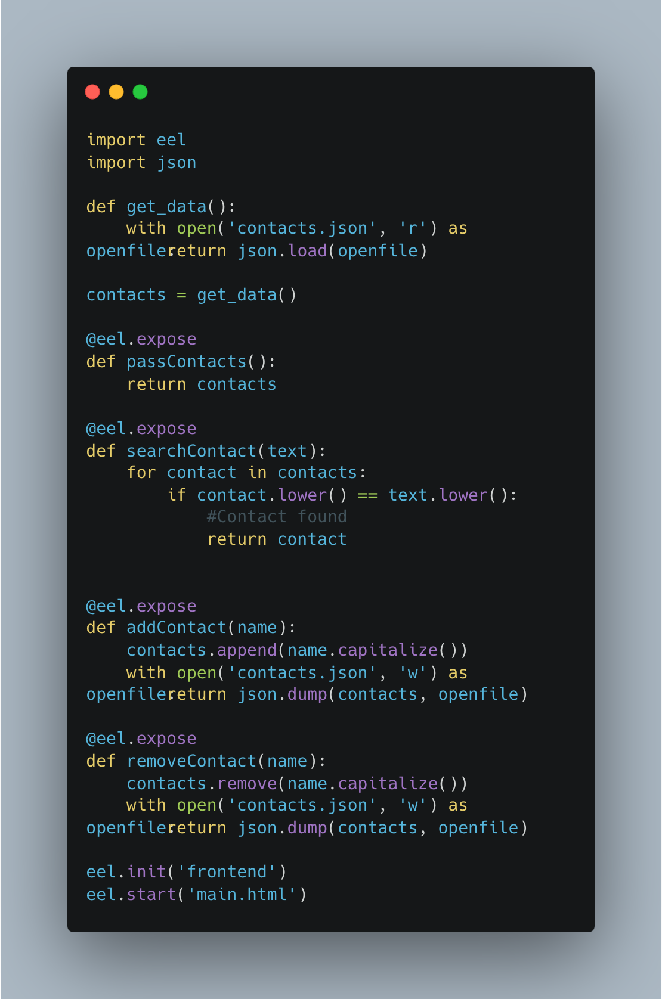 import eel
import json

def get_data():
    with open('contacts.json', 'r') as
openfile:return json.load(openfile)

contacts = get_data()

@eel.expose
def passContacts():
    return contacts

@eel.expose
def searchContact(text):
    for contact in contacts:
        if contact.lower() == text.lower():
            #Contact found
            return contact


@eel.expose
def addContact(name):
    contacts.append(name.capitalize())
    with open('contacts.json', 'w') as
openfile:return json.dump(contacts, openfile)

@eel.expose
def removeContact(name):
    contacts.remove(name.capitalize())
    with open('contacts.json', 'w') as
openfile:return json.dump(contacts, openfile)

eel.init('frontend')
eel.start('main.html')